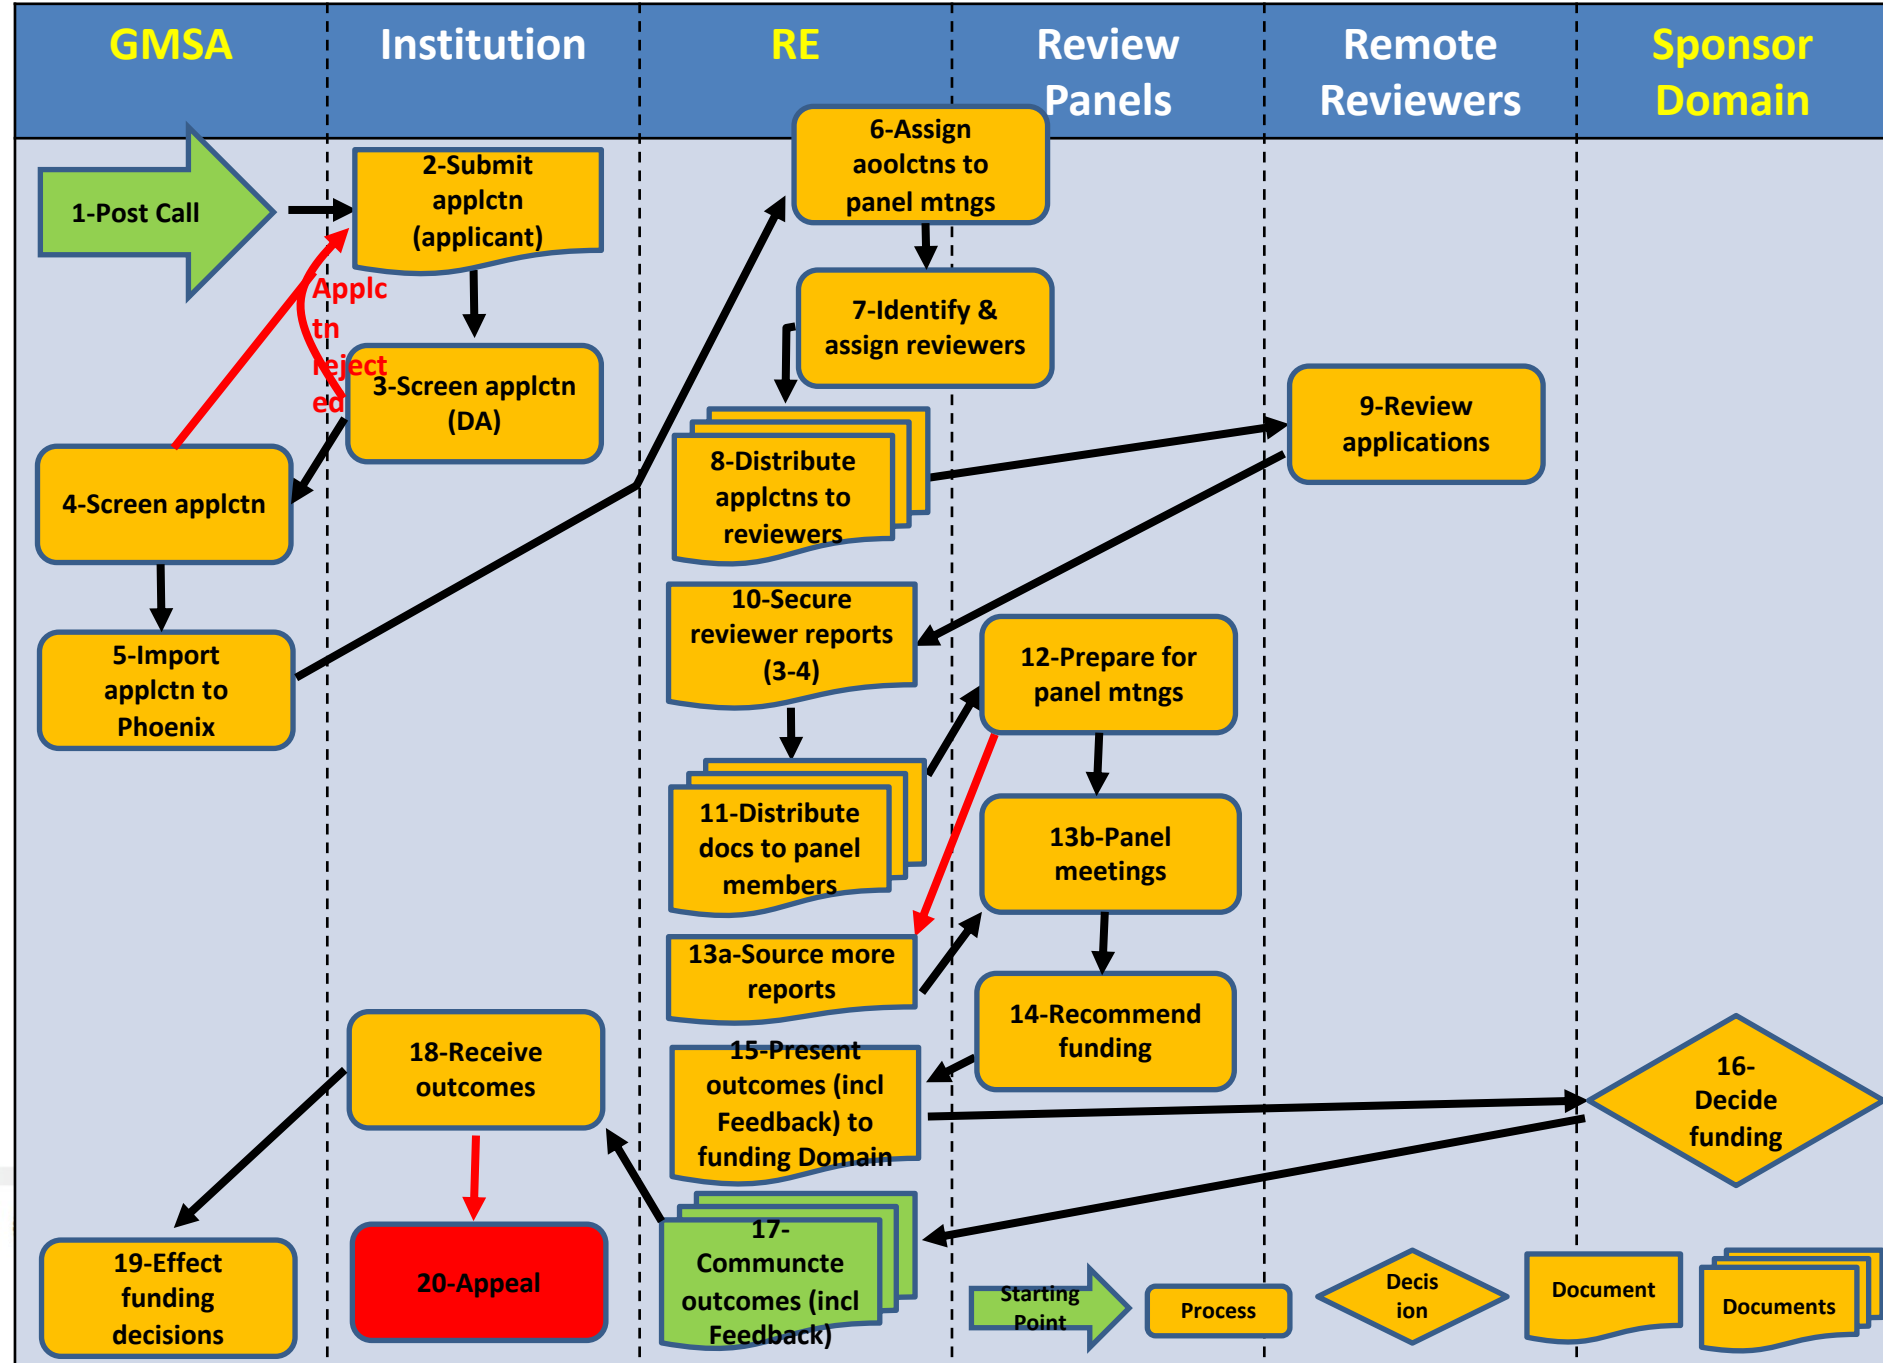 GMSA
Institution
RE
Review
Panels
Remote
Reviewers
Sponsor
Domain
1-Post Call
2-Submit
applctn
(applicant)
Applc
tn
reject
ed
3-Screen applctn
(DA)
4-Screen applctn
5-Import
applctn to
Phoenix
6-Assign
aoolctns to
panel mtngs
7-Identify &
assign reviewers
8-Distribute
applctns to
reviewers
9-Review
applications
10-Secure
reviewer reports
(3-4)
11-Distribute
docs to panel
members
12-Prepare for
panel mtngs
13a-Source more
reports
13b-Panel
meetings
14-Recommend
funding
15-Present
outcomes (incl
Feedback) to
funding Domain
16-
Decide
funding
17-
Communcte
outcomes (incl
Feedback)
18-Receive
outcomes
19-Effect
funding
decisions
20-Appeal
Starting
Point
Process
Decis
ion
Document
Documents